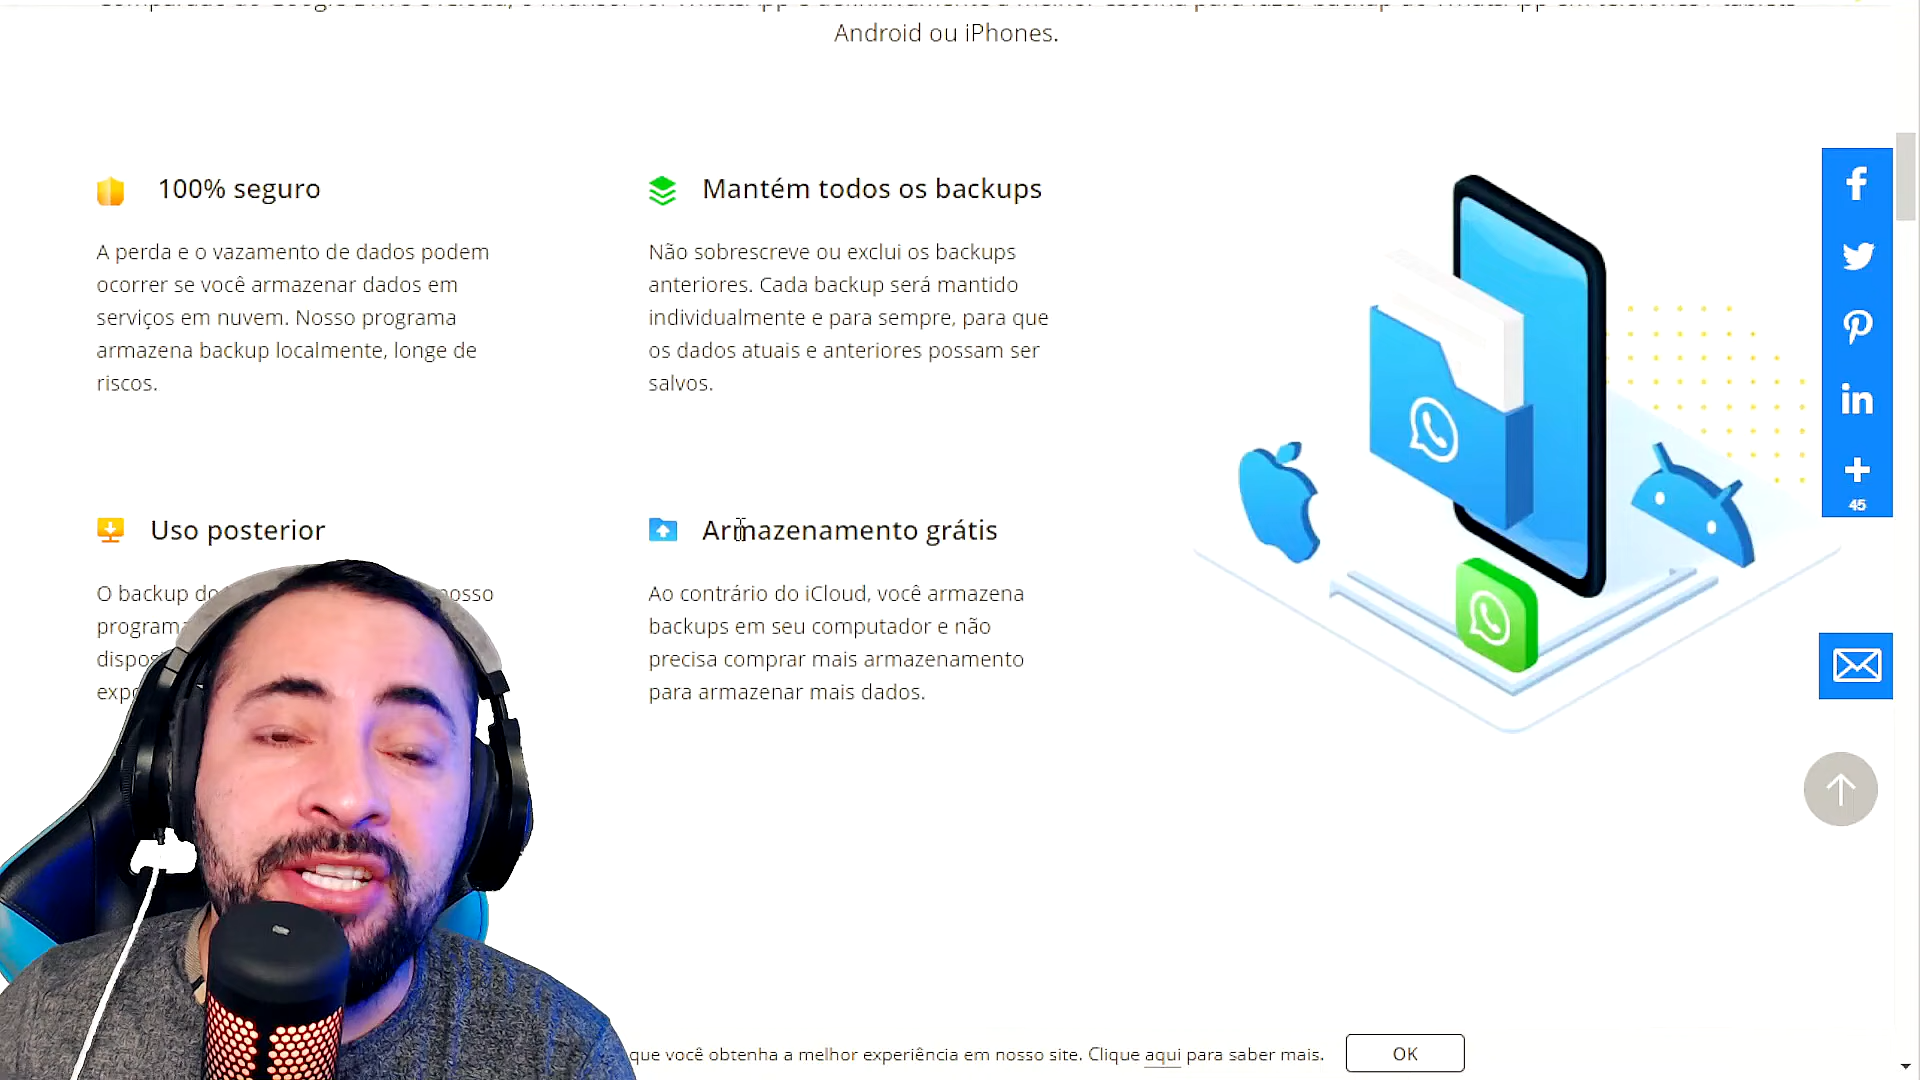 Android ou iPhones.
100% seguro
A perda e o vazamento de dados podem
ocorrer se você armazenar dados em
serviços em nuvem. Nosso programa
armazena backup localmente, longe de
riscos.
Mantém todos os backups
Não sobrescreve ou exclui os backups
anteriores. Cada backup será mantido
individualmente e para sempre, para que
os dados atuais e anteriores possam ser
salvos.
Uso posterior
O backup do
programa
Armazenamento grátis
Ao contrário do iCloud, você armazena
backups em seu computador e não
precisa comprar mais armazenamento
para armazenar mais dados.
45
que você obtenha a melhor experiência em nosso site. Clique aqui para saber mais.
OK